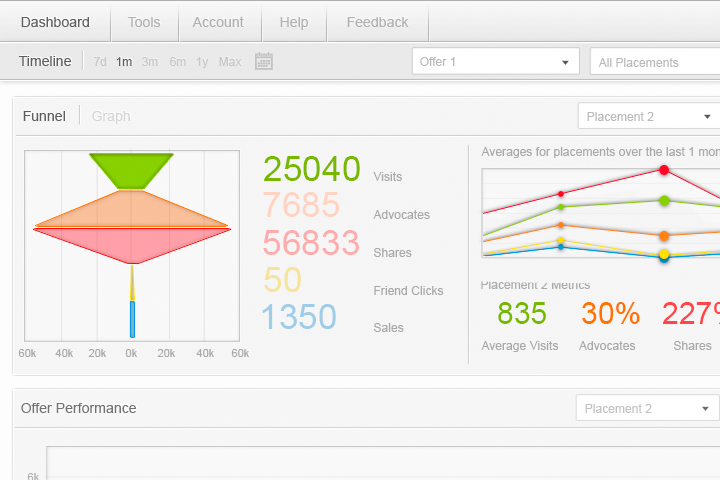 Dashboard Tools Account Help Feedback
Timeline 7d 1m 3m 6m 1y Max Offer 1 All Placements
Funnel Graph Placement 2
Averages for placements over the last 1 mon
25040 Visits
7685 Advocates
56833 Shares
50 Friend Clicks
1350 Sales
60k 40k 20k 0k 20k 40k 60k
Placement 2 Metrics
835 30% 227%
Average Visits Advocates Shares
Offer Performance Placement 2
6k